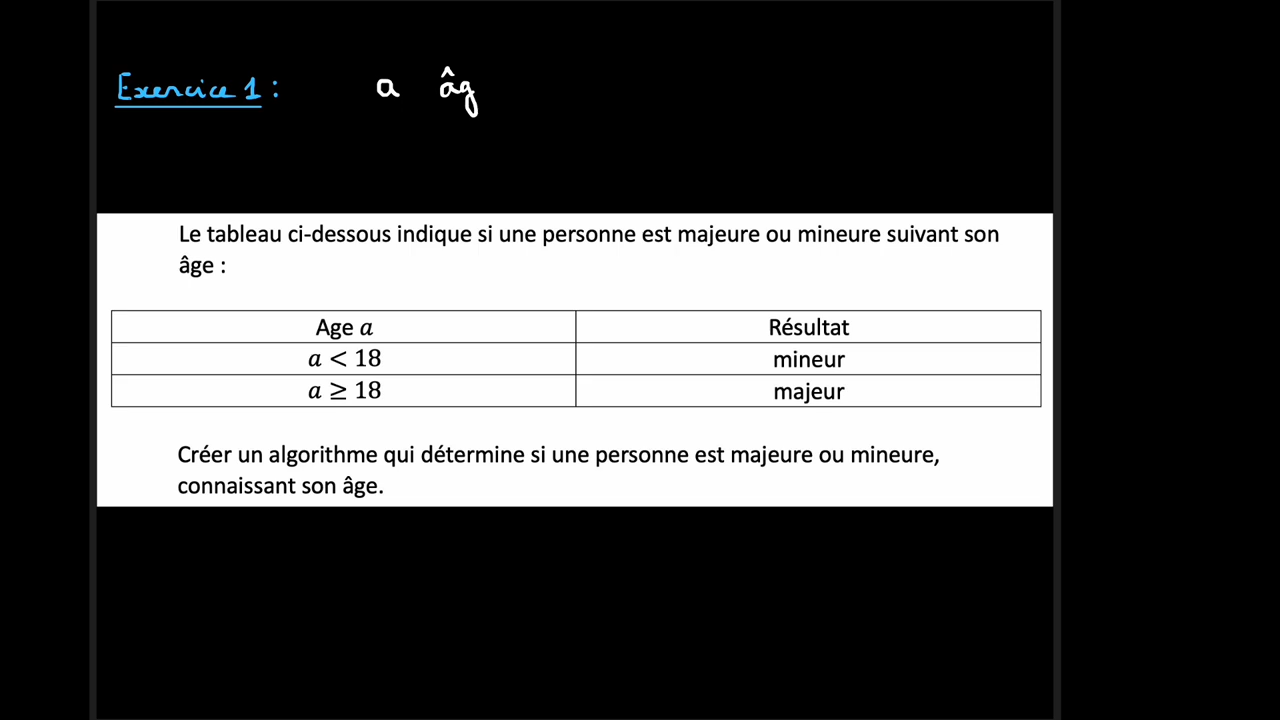 Exercice 1 : a âg
Le tableau ci-dessous indique si une personne est majeure ou mineure suivant son
âge :
Age a Résultat
a < 18 mineur
a ≥ 18 majeur
Créer un algorithme qui détermine si une personne est majeure ou mineure,
connaissant son âge.